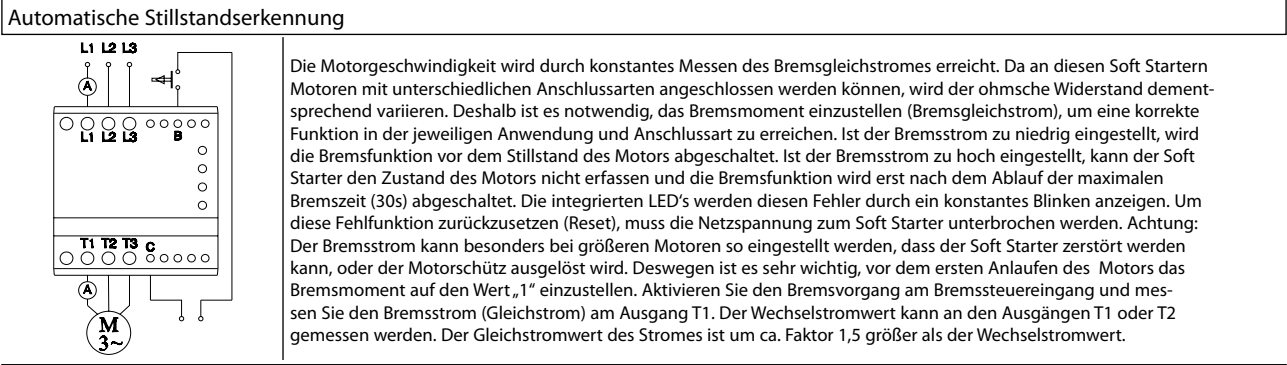 Automatische Stillstandserkennung
L1 L2 L3
A
L1 L2 L3 B
T1 T2 T3 C
A
M
3~
Die Motorgeschwindigkeit wird durch konstantes Messen des Bremsgleichstromes erreicht. Da an diesen Soft Startern
Motoren mit unterschiedlichen Anschlussarten angeschlossen werden können, wird der ohmsche Widerstand dement-
sprechend variieren. Deshalb ist es notwendig, das Bremsmoment einzustellen (Bremsgleichstrom), um eine korrekte
Funktion in der jeweiligen Anwendung und Anschlussart zu erreichen. Ist der Bremsstrom zu niedrig eingestellt, wird
die Bremsfunktion vor dem Stillstand des Motors abgeschaltet. Ist der Bremsstrom zu hoch eingestellt, kann der Soft
Starter den Zustand des Motors nicht erfassen und die Bremsfunktion wird erst nach dem Ablauf der maximalen
Bremszeit (30s) abgeschaltet. Die integrierten LED's werden diesen Fehler durch ein konstantes Blinken anzeigen. Um
diese Fehlfunktion zurückzusetzen (Reset), muss die Netzspannung zum Soft Starter unterbrochen werden. Achtung:
Der Bremsstrom kann besonders bei größeren Motoren so eingestellt werden, dass der Soft Starter zerstört werden
kann, oder der Motorschütz ausgelöst wird. Deswegen ist es sehr wichtig, vor dem ersten Anlaufen des Motors das
Bremsmoment auf den Wert „1" einzustellen. Aktivieren Sie den Bremsvorgang am Bremssteuereingang und mes-
sen Sie den Bremsstrom (Gleichstrom) am Ausgang T1. Der Wechselstromwert kann an den Ausgängen T1 oder T2
gemessen werden. Der Gleichstromwert des Stromes ist um ca. Faktor 1,5 größer als der Wechselstromwert.